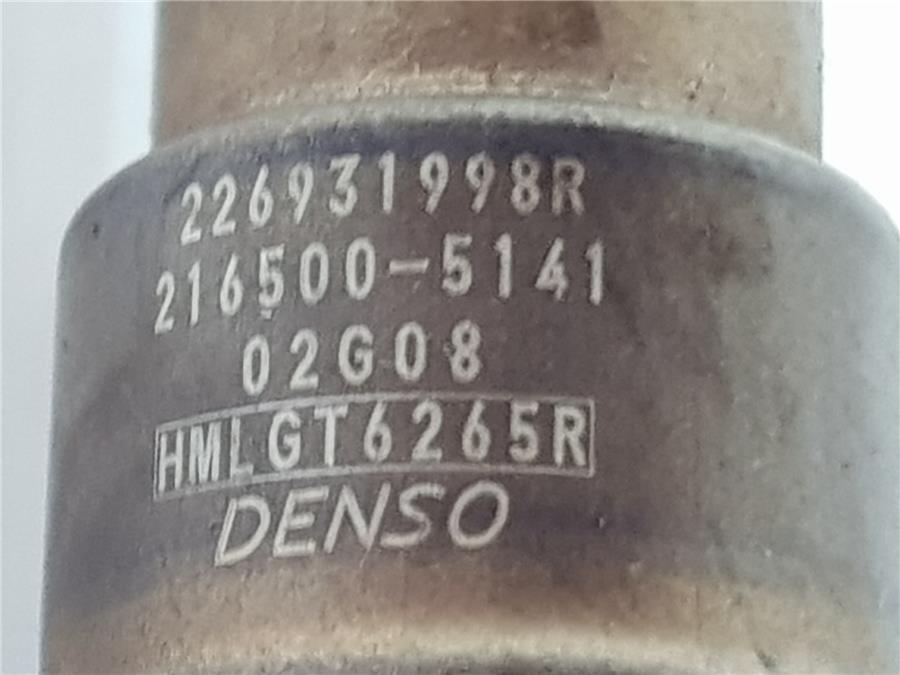 226931998R
216500-5141
02G08
HMLGT6265R
DENSO